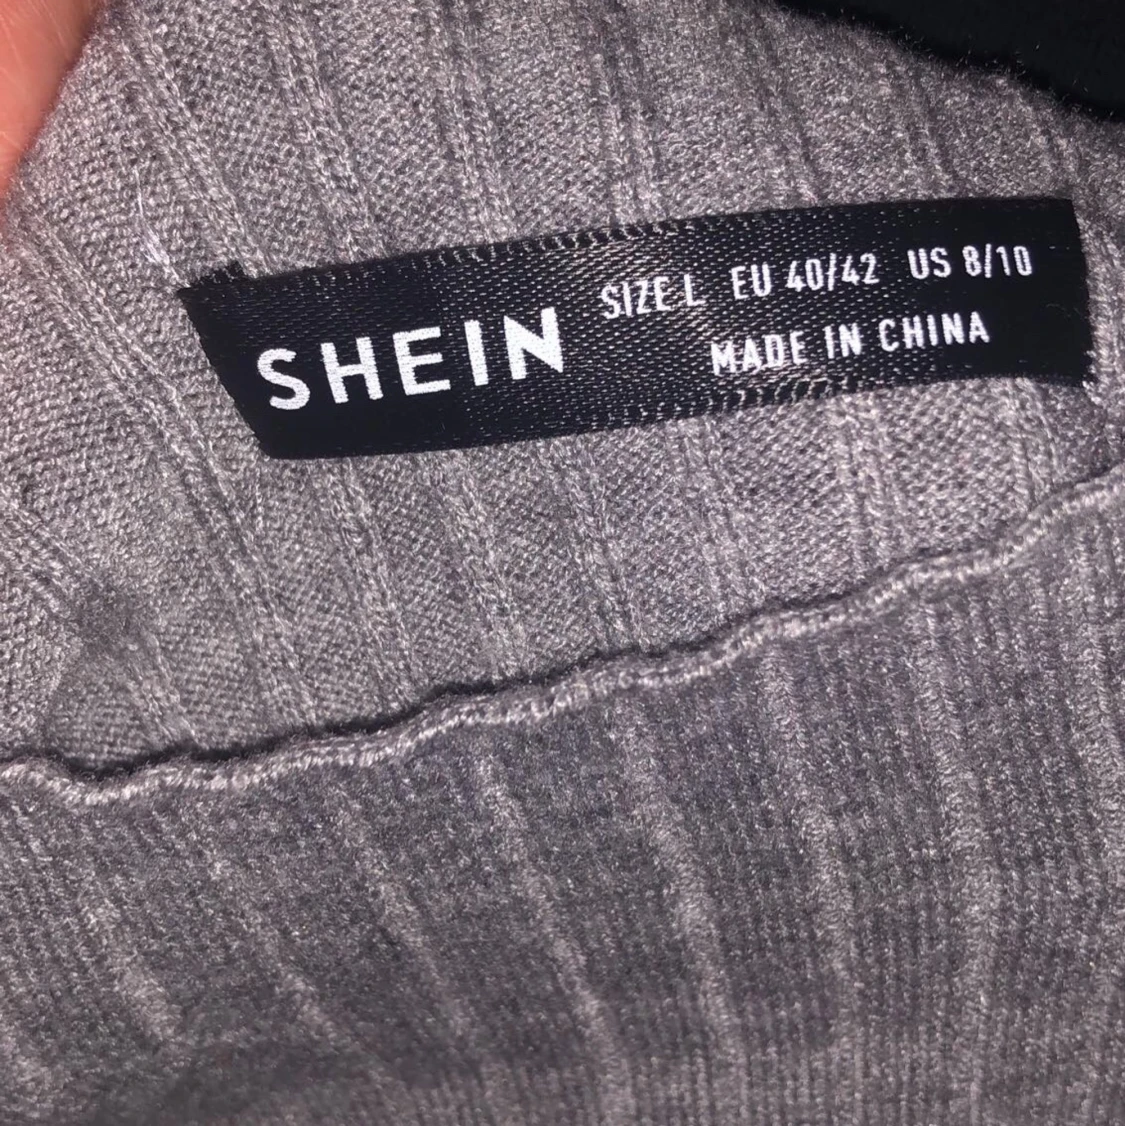 SHEIN
SIZE L EU 40/42 US 8/10
MADE IN CHINA